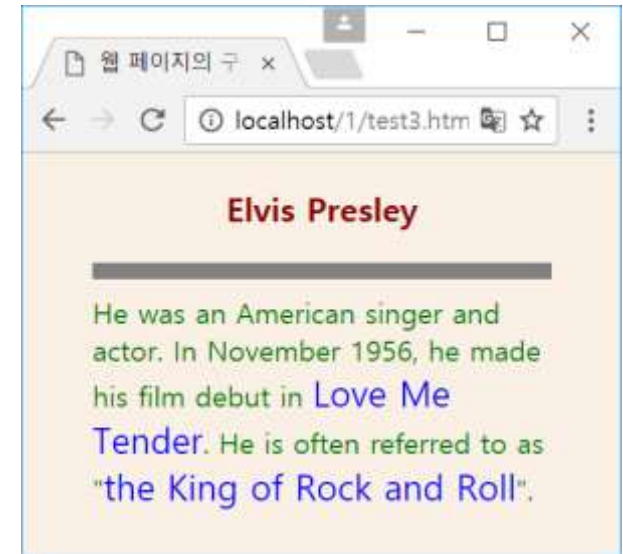 웹 페이지의 구
localhost/1/test3.htm
Elvis Presley
He was an American singer and
actor. In November 1956, he made
his film debut in Love Me
Tender. He is often referred to as
"the King of Rock and Roll".